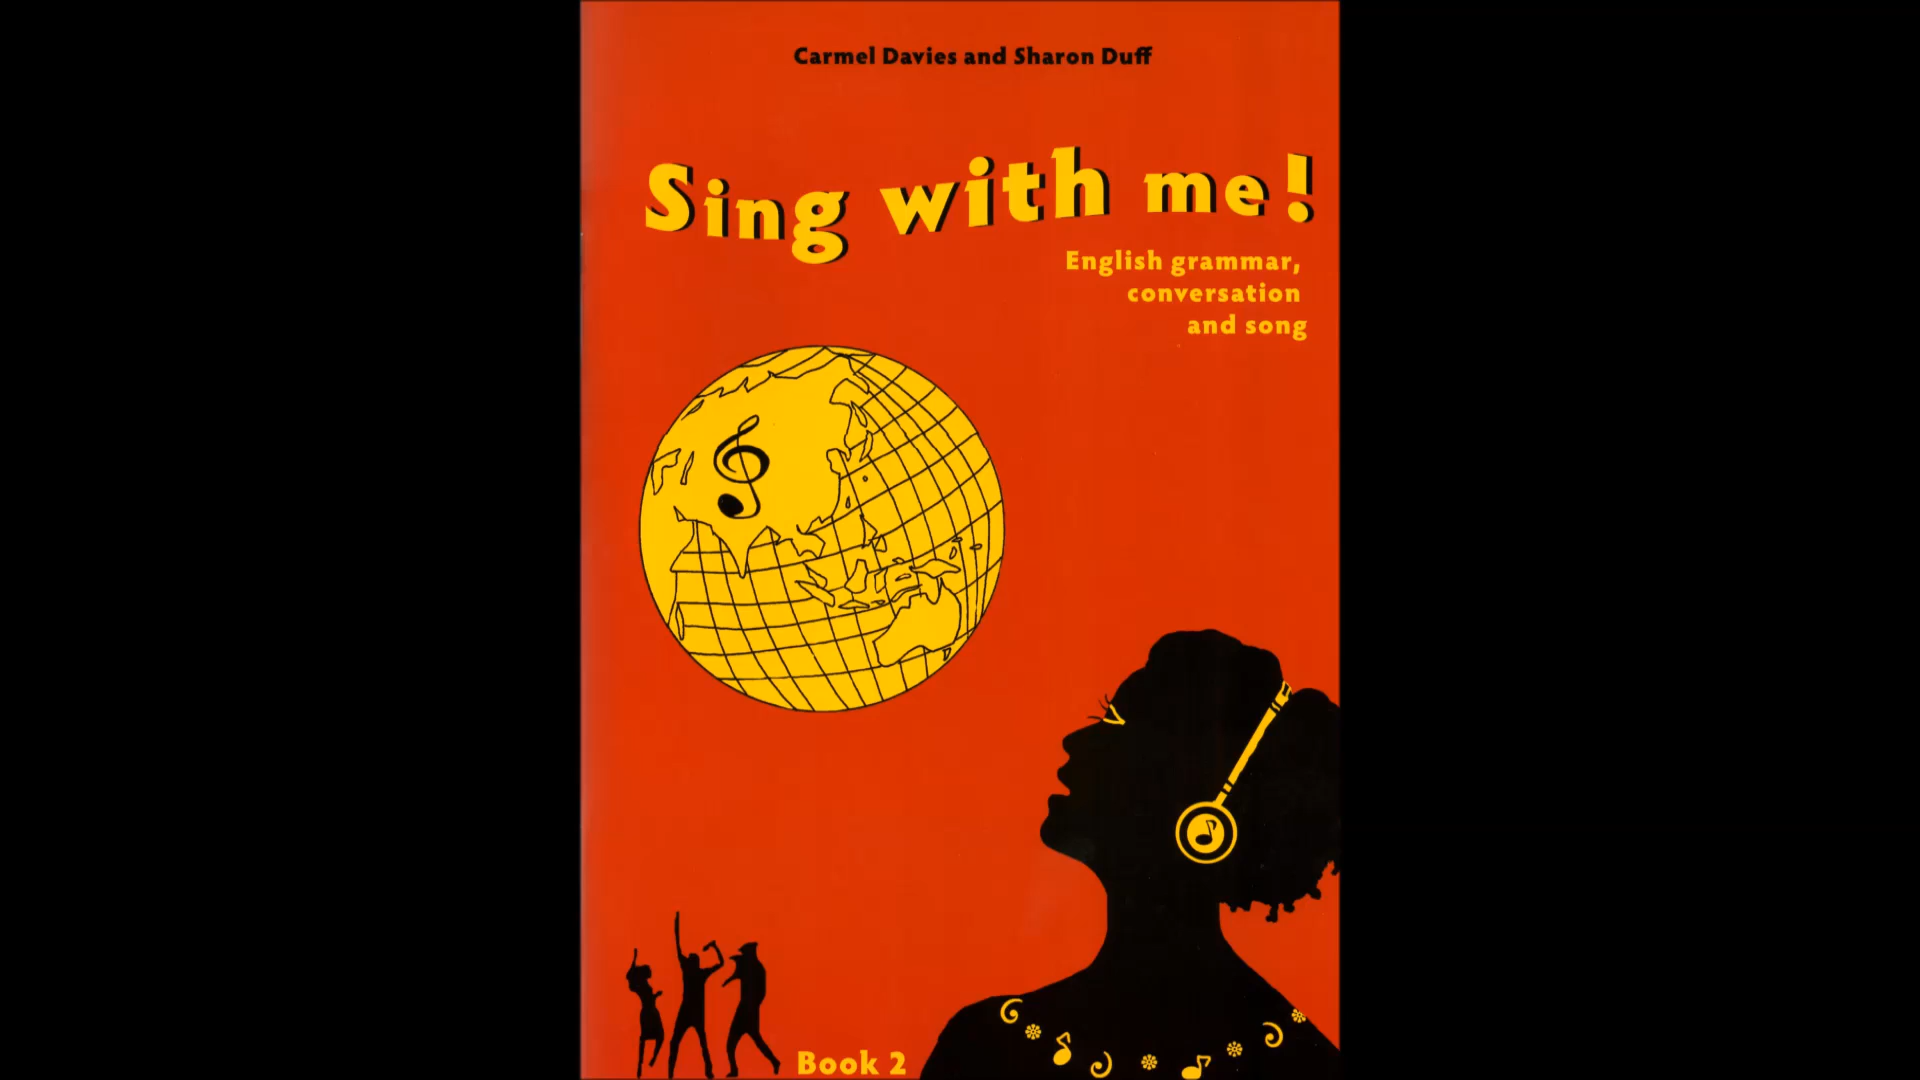 Carmel Davies and Sharon Duff
Sing with me!
English grammar,
conversation
and song
Book 2